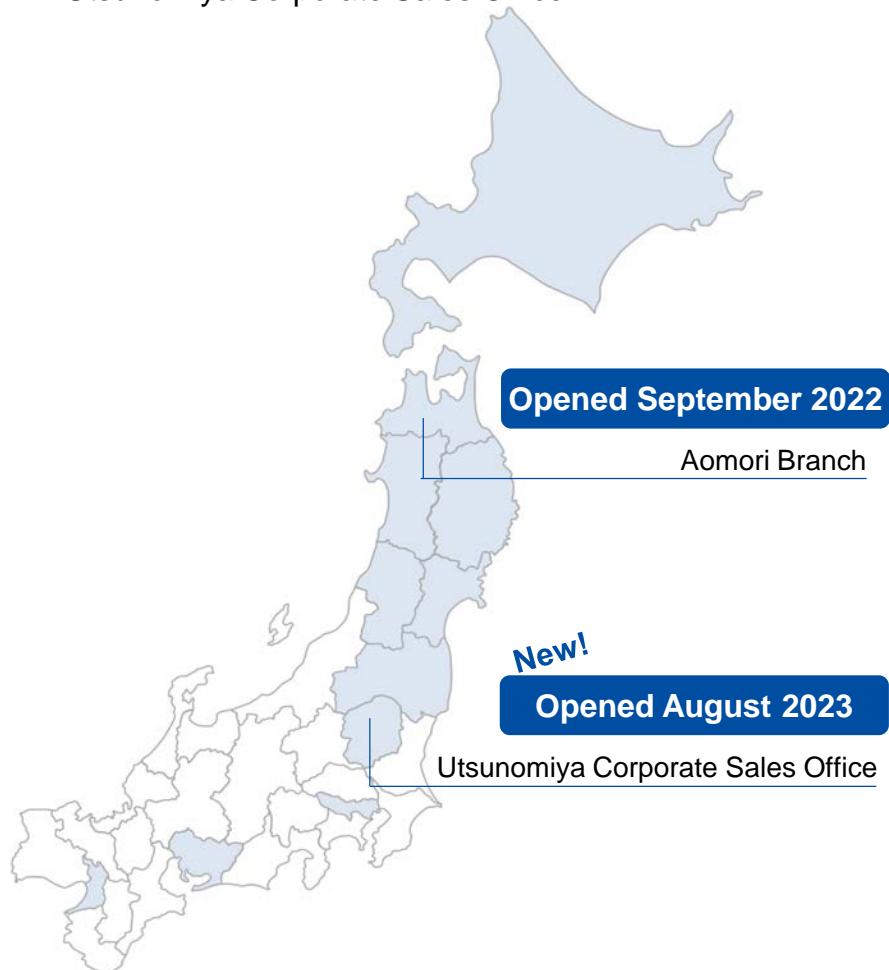 Opened September 2022
Aomori Branch
New!
Opened August 2023
Utsunomiya Corporate Sales Office